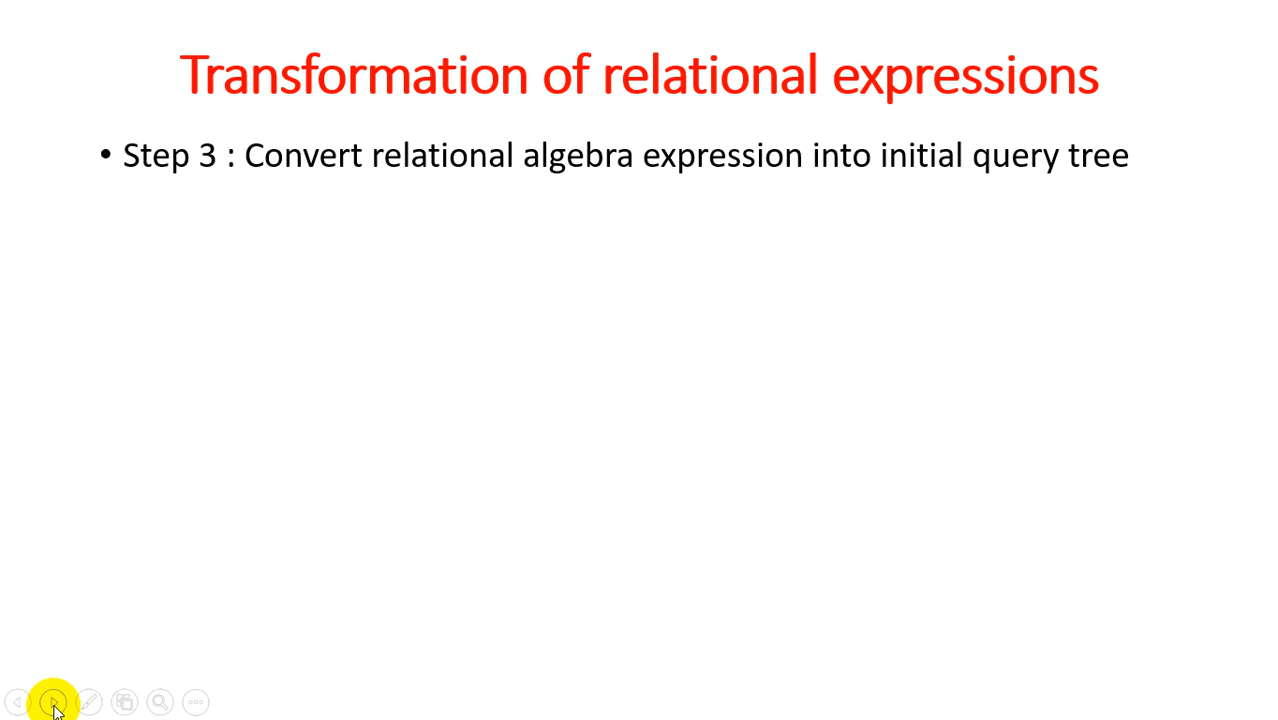 Transformation of relational expressions
• Step 3 : Convert relational algebra expression into initial query tree